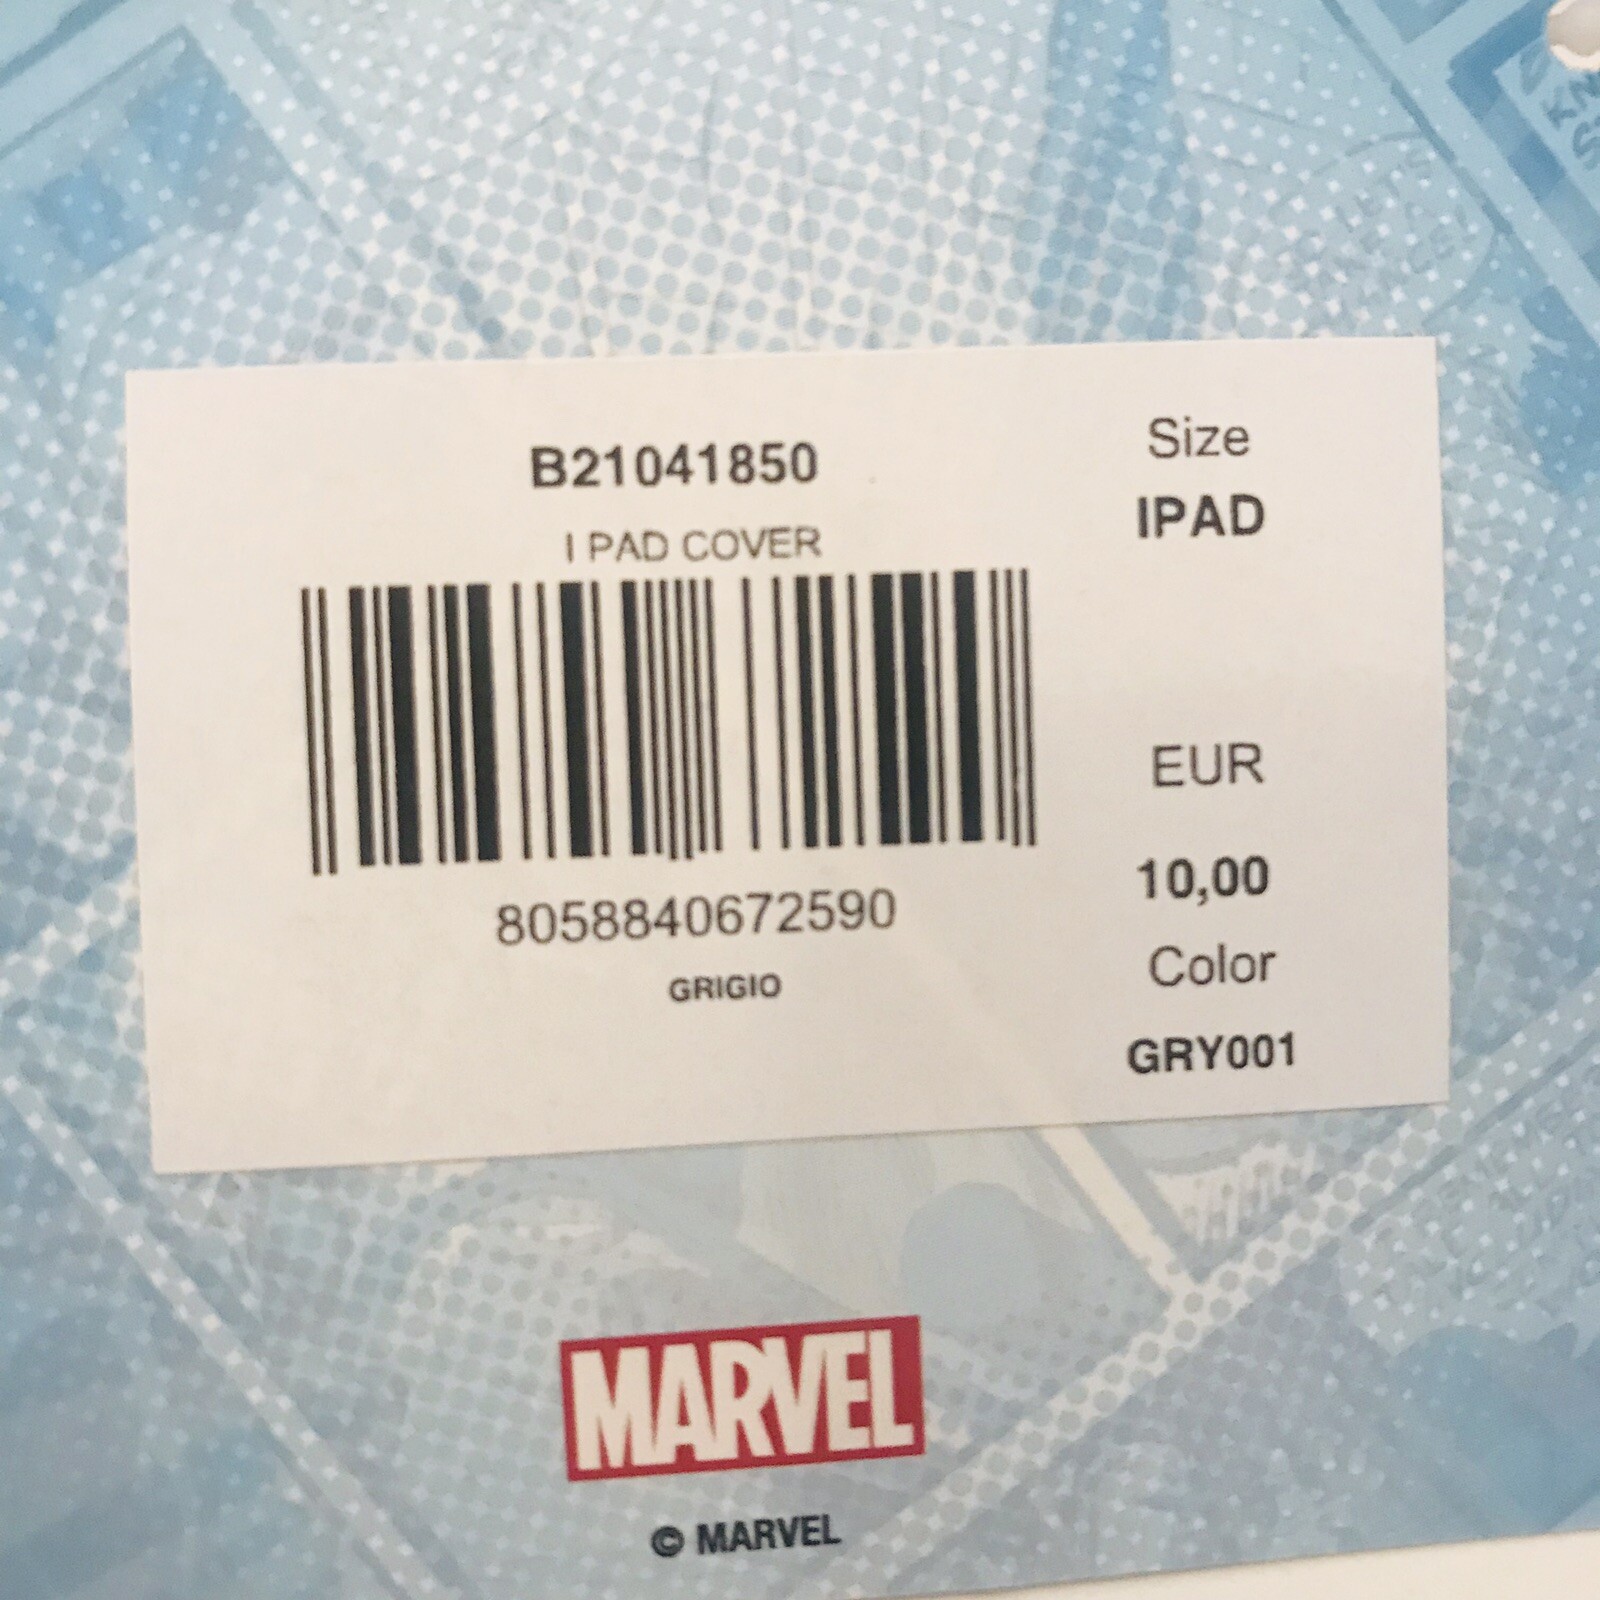 B21041850
I PAD COVER
8058840672590
GRIGIO
Size
IPAD
EUR
10,00
Color
GRY001
MARVEL
© MARVEL